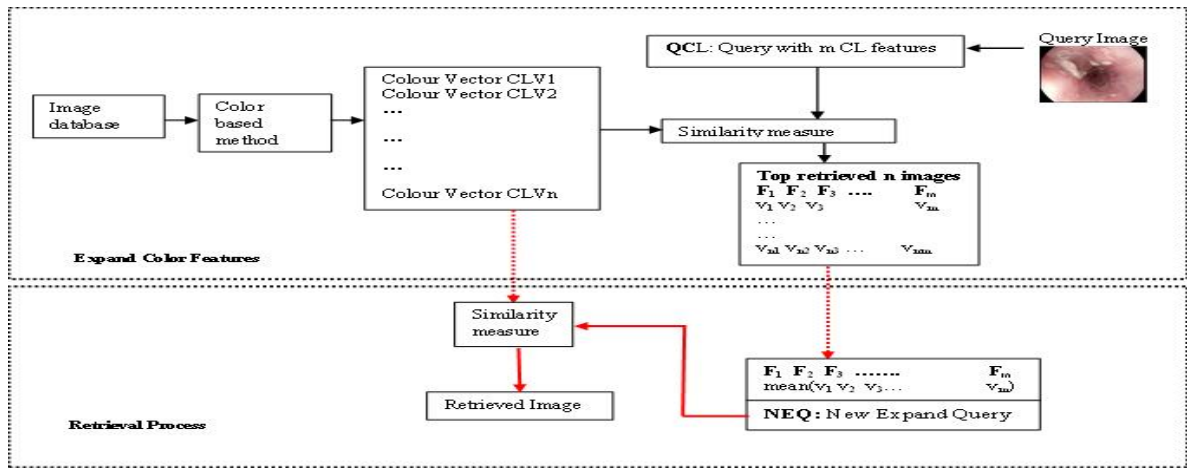 Query Image
QCL: Query with m CL features
Image
database
Color
based
method
Colour Vector CLV1
Colour Vector CLV2
...
...
...
Colour Vector CLVn
Similarity measure
Top retrieved n images
F1 F2 F3 .... Fm
v1 v2 v3 vm
...
...
vn1 vn2 vn3 ... vnm
Expand Color Features
Similarity
measure
Retrieved Image
F1 F2 F3 ....... Fm
mean(v1 v2 v3... vm)
NEQ: New Expand Query
Retrieval Process